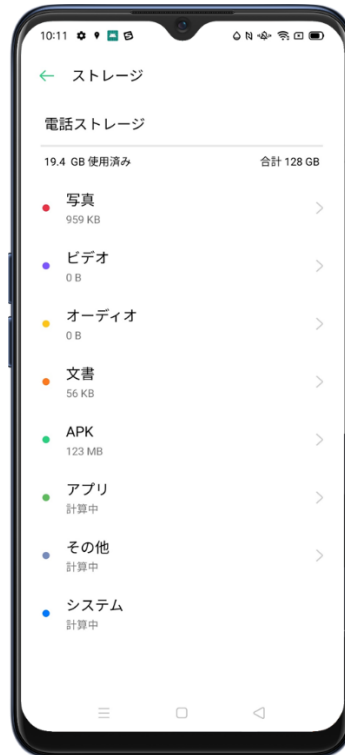 10:11
ストレージ
電話ストレージ
19.4 GB 使用済み
合計 128 GB
写真
959 KB
ビデオ
0 B
オーディオ
0 B
文書
56 KB
APK
123 MB
アプリ
計算中
その他
計算中
システム
計算中